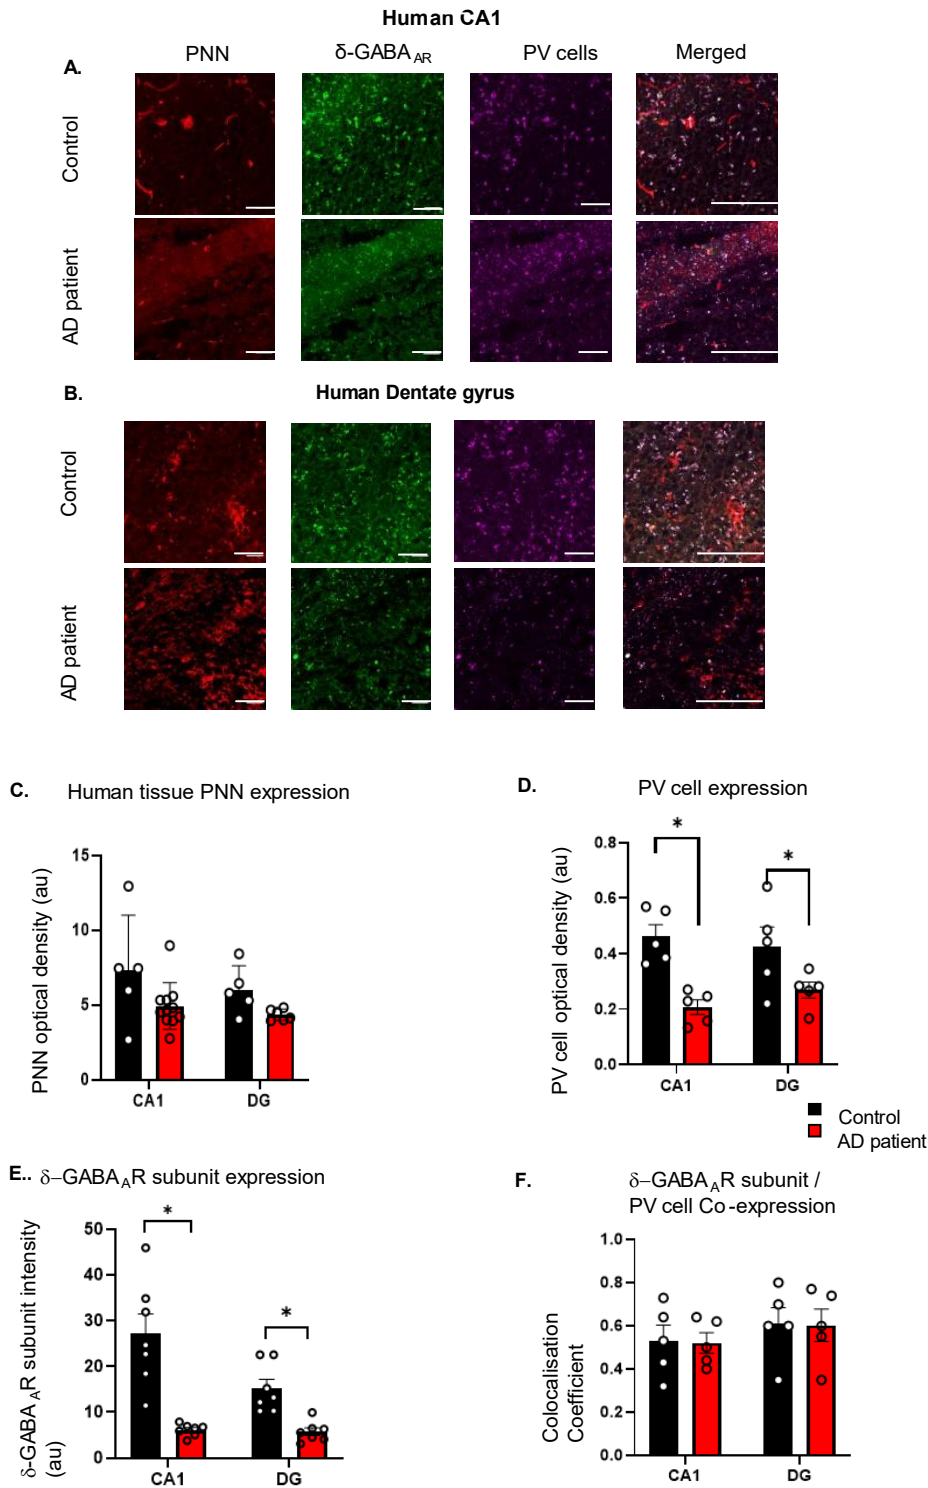 Human CA1
PNN δ-GABA AR PV cells Merged
A.
Control
AD patient
B. Human Dentate gyrus
Control
AD patient
C. Human tissue PNN expression
PNN optical density (au)
15
10
5
0
CA1 DG
D. PV cell expression
PV cell optical density (au)
*
*
0.8
0.6
0.4
0.2
0.0
CA1 DG
Control
AD patient
E.. δ–GABAAR subunit expression
δ-GABA AR subunit intensity
(au)
*
*
50
40
30
20
10
0
CA1 DG
F. δ–GABAAR subunit /
PV cell Co-expression
Colocalisation
Coefficient
1.0
0.8
0.6
0.4
0.2
0.0
CA1 DG